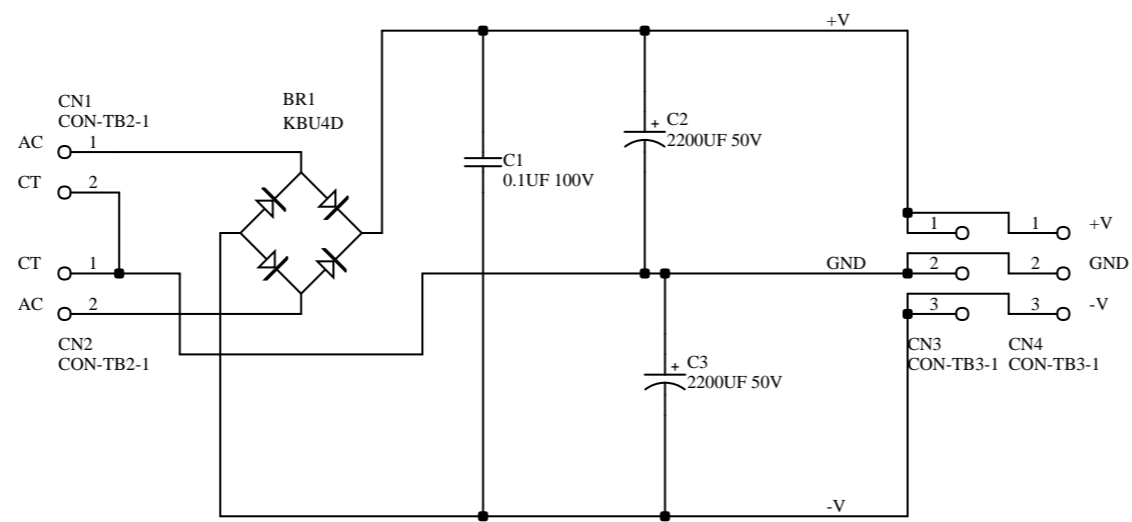 +V
CN1
CON-TB2-1
BR1
KBU4D
AC 1
CT 2
CT 1
AC 2
CN2
CON-TB2-1
C1
0.1UF 100V
+ C2
2200UF 50V
GND
+ C3
2200UF 50V
-V
1 1 +V
2 2 GND
3 3 -V
CN3 CN4
CON-TB3-1 CON-TB3-1